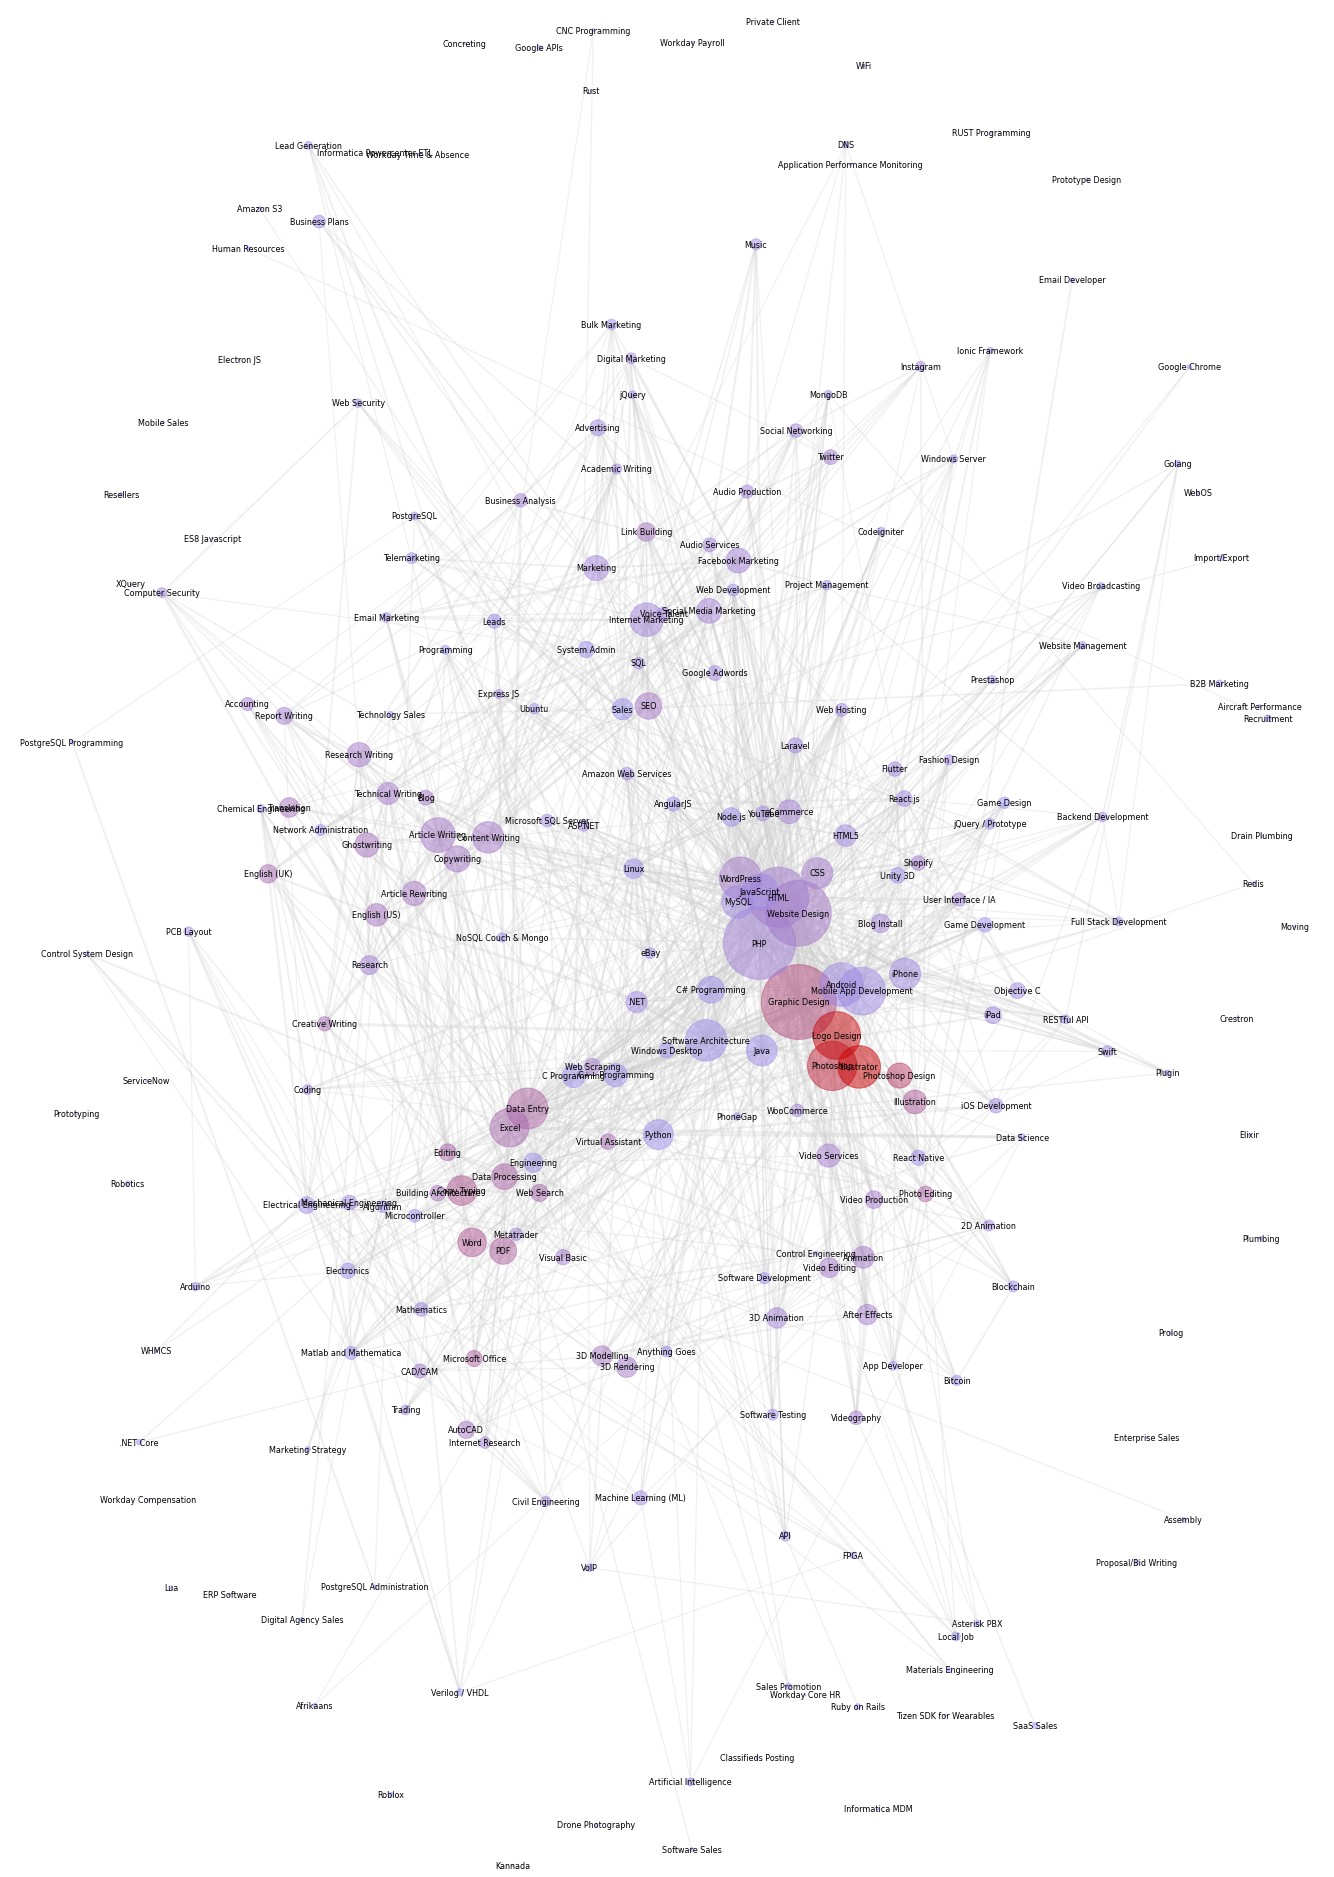 Private Client
CNC Programming
Concreting
Workday Payroll
Google APIs
WiFi
Rust
RUST Programming
DNS
Lead Generation
Informatica Powercenter ETL
Workday Time & Absence
Application Performance Monitoring
Prototype Design
Amazon S3
Business Plans
Music
Human Resources
Email Developer
Bulk Marketing
Ionic Framework
Digital Marketing
Electron JS
Instagram
Google Chrome
jQuery
MongoDB
Web Security
Mobile Sales
Advertising
Social Networking
Twitter
Windows Server
Golang
Academic Writing
Audio Production
WebOS
Resellers
Business Analysis
PostgreSQL
Link Building
Codeigniter
ES8 Javascript
Audio Services
Telemarketing
Import/Export
Facebook Marketing
Marketing
XQuery
Project Management
Video Broadcasting
Web Development
Computer Security
Social Media Marketing
Voice Talent
Email Marketing
Internet Marketing
Leads
Website Management
Programming
System Admin
SQL
Google Adwords
Prestashop
B2B Marketing
Express JS
Accounting
SEO
Aircraft Performance
Ubuntu
Sales
Web Hosting
Report Writing
Technology Sales
Recruitment
PostgreSQL Programming
Laravel
Research Writing
Fashion Design
Flutter
Amazon Web Services
Technical Writing
Blog
React.js
AngularJS
Game Design
Chemical Engineering
Translation
YouTube
eCommerce
Node.js
Backend Development
Microsoft SQL Server
ASP.NET
jQuery / Prototype
Network Administration
Article Writing
Content Writing
HTML5
Drain Plumbing
Ghostwriting
Copywriting
Shopify
Linux
English (UK)
CSS
Unity 3D
WordPress
Redis
JavaScript
Article Rewriting
HTML
User Interface / IA
MySQL
English (US)
Website Design
Full Stack Development
Blog Install
Game Development
Moving
PCB Layout
NoSQL Couch & Mongo
PHP
Control System Design
eBay
Research
iPhone
Android
C# Programming
Mobile App Development
Objective C
.NET
Graphic Design
iPad
RESTful API
Crestron
Creative Writing
Logo Design
Software Architecture
Windows Desktop
Java
Swift
Web Scraping
Photoshop
Illustrator
Plugin
C Programming
C++ Programming
Photoshop Design
ServiceNow
Coding
Illustration
iOS Development
Data Entry
WooCommerce
Prototyping
PhoneGap
Excel
Python
Elixir
Data Science
Virtual Assistant
Editing
Video Services
React Native
Engineering
Data Processing
Robotics
Copy Typing
Building Architecture
Web Search
Photo Editing
Video Production
Mechanical Engineering
Electrical Engineering
Algorithm
Microcontroller
2D Animation
Metatrader
Plumbing
Word
PDF
Control Engineering
Visual Basic
Animation
Video Editing
Electronics
Software Development
Arduino
Blockchain
Mathematics
After Effects
3D Animation
Prolog
WHMCS
Matlab and Mathematica
Anything Goes
3D Modelling
Microsoft Office
3D Rendering
App Developer
CAD/CAM
Bitcoin
Trading
Software Testing
Videography
AutoCAD
Enterprise Sales
.NET Core
Internet Research
Marketing Strategy
Machine Learning (ML)
Workday Compensation
Civil Engineering
Assembly
API
FPGA
Proposal/Bid Writing
VoIP
Lua
PostgreSQL Administration
ERP Software
Digital Agency Sales
Asterisk PBX
Local Job
Materials Engineering
Sales Promotion
Verilog / VHDL
Workday Core HR
Afrikaans
Ruby on Rails
Tizen SDK for Wearables
SaaS Sales
Classifieds Posting
Artificial Intelligence
Roblox
Informatica MDM
Drone Photography
Software Sales
Kannada